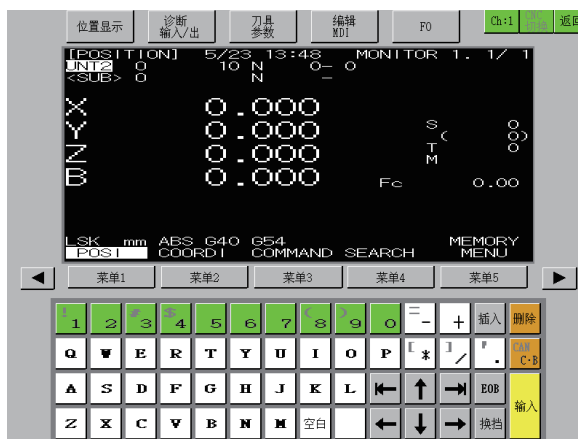 位置显示 诊断 刀具 编辑 F0 Ch:1 CNC 返回
输入/出 参数 MDI 切换
[POSITION] 5/23 13:48 MONITOR 1. 1/ 1
UNT2 0 10 N 0- 0
<SUB> 0 N -
X 0.000
Y 0.000 S 0
( 0)
Z 0.000 T 0
M
B 0.000 Fc 0.00
LSK mm ABS G40 G54 MEMORY
POSI COORDI COMMAND SEARCH MENU
菜单1 菜单2 菜单3 菜单4 菜单5
! # $ ( ) =
1 2 3 4 5 6 7 8 9 0 - + 插入 删除
Q W E R T Y U I O P [ * ] / ' . CAN C·B
A S D F G H J K L EOB 输入
Z X C V B N M 空白 换挡